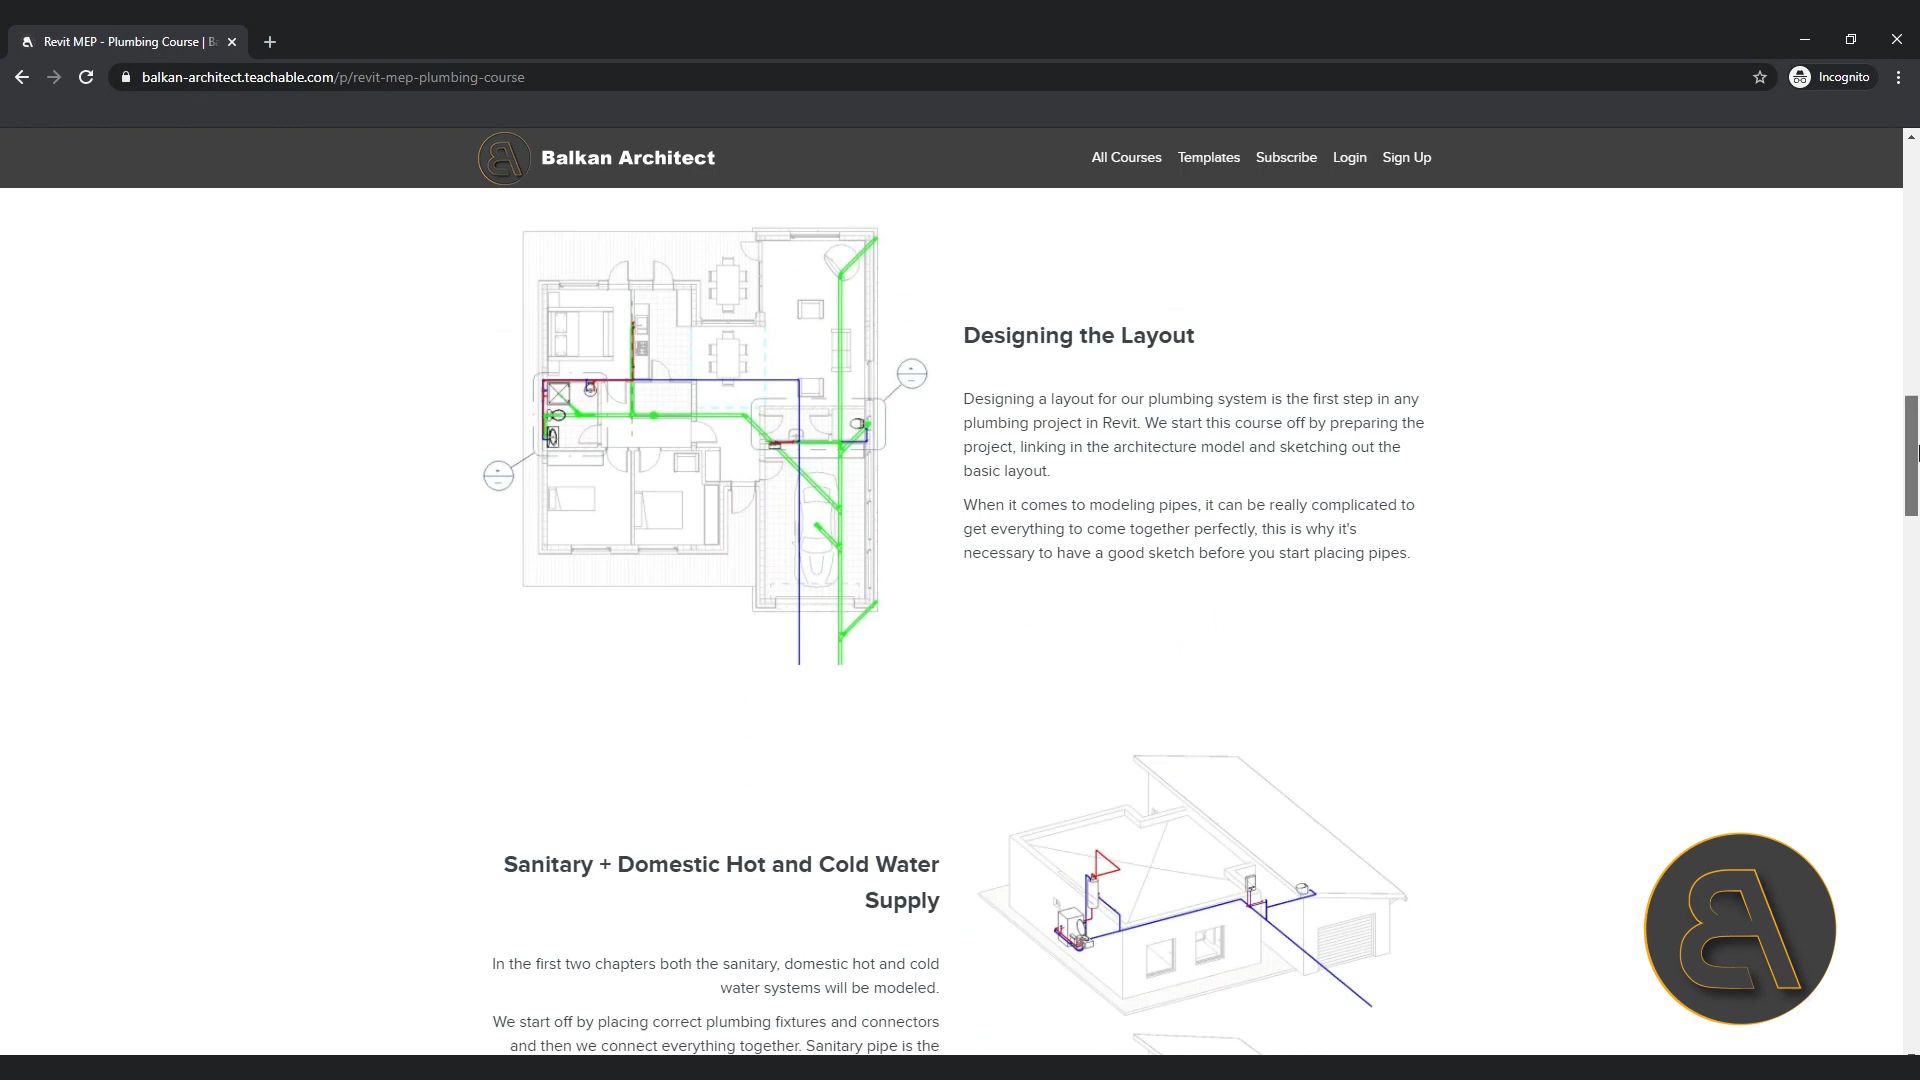 Revit MEP - Plumbing Course | Ba
balkan-architect.teachable.com/p/revit-mep-plumbing-course
Incognito
Balkan Architect
All Courses
Templates
Subscribe
Login
Sign Up
Designing the Layout
Designing a layout for our plumbing system is the first step in any
plumbing project in Revit. We start this course off by preparing the
project, linking in the architecture model and sketching out the
basic layout.
When it comes to modeling pipes, it can be really complicated to
get everything to come together perfectly, this is why it's
necessary to have a good sketch before you start placing pipes.
Sanitary + Domestic Hot and Cold Water
Supply
In the first two chapters both the sanitary, domestic hot and cold
water systems will be modeled.
We start off by placing correct plumbing fixtures and connectors
and then we connect everything together. Sanitary pipe is the